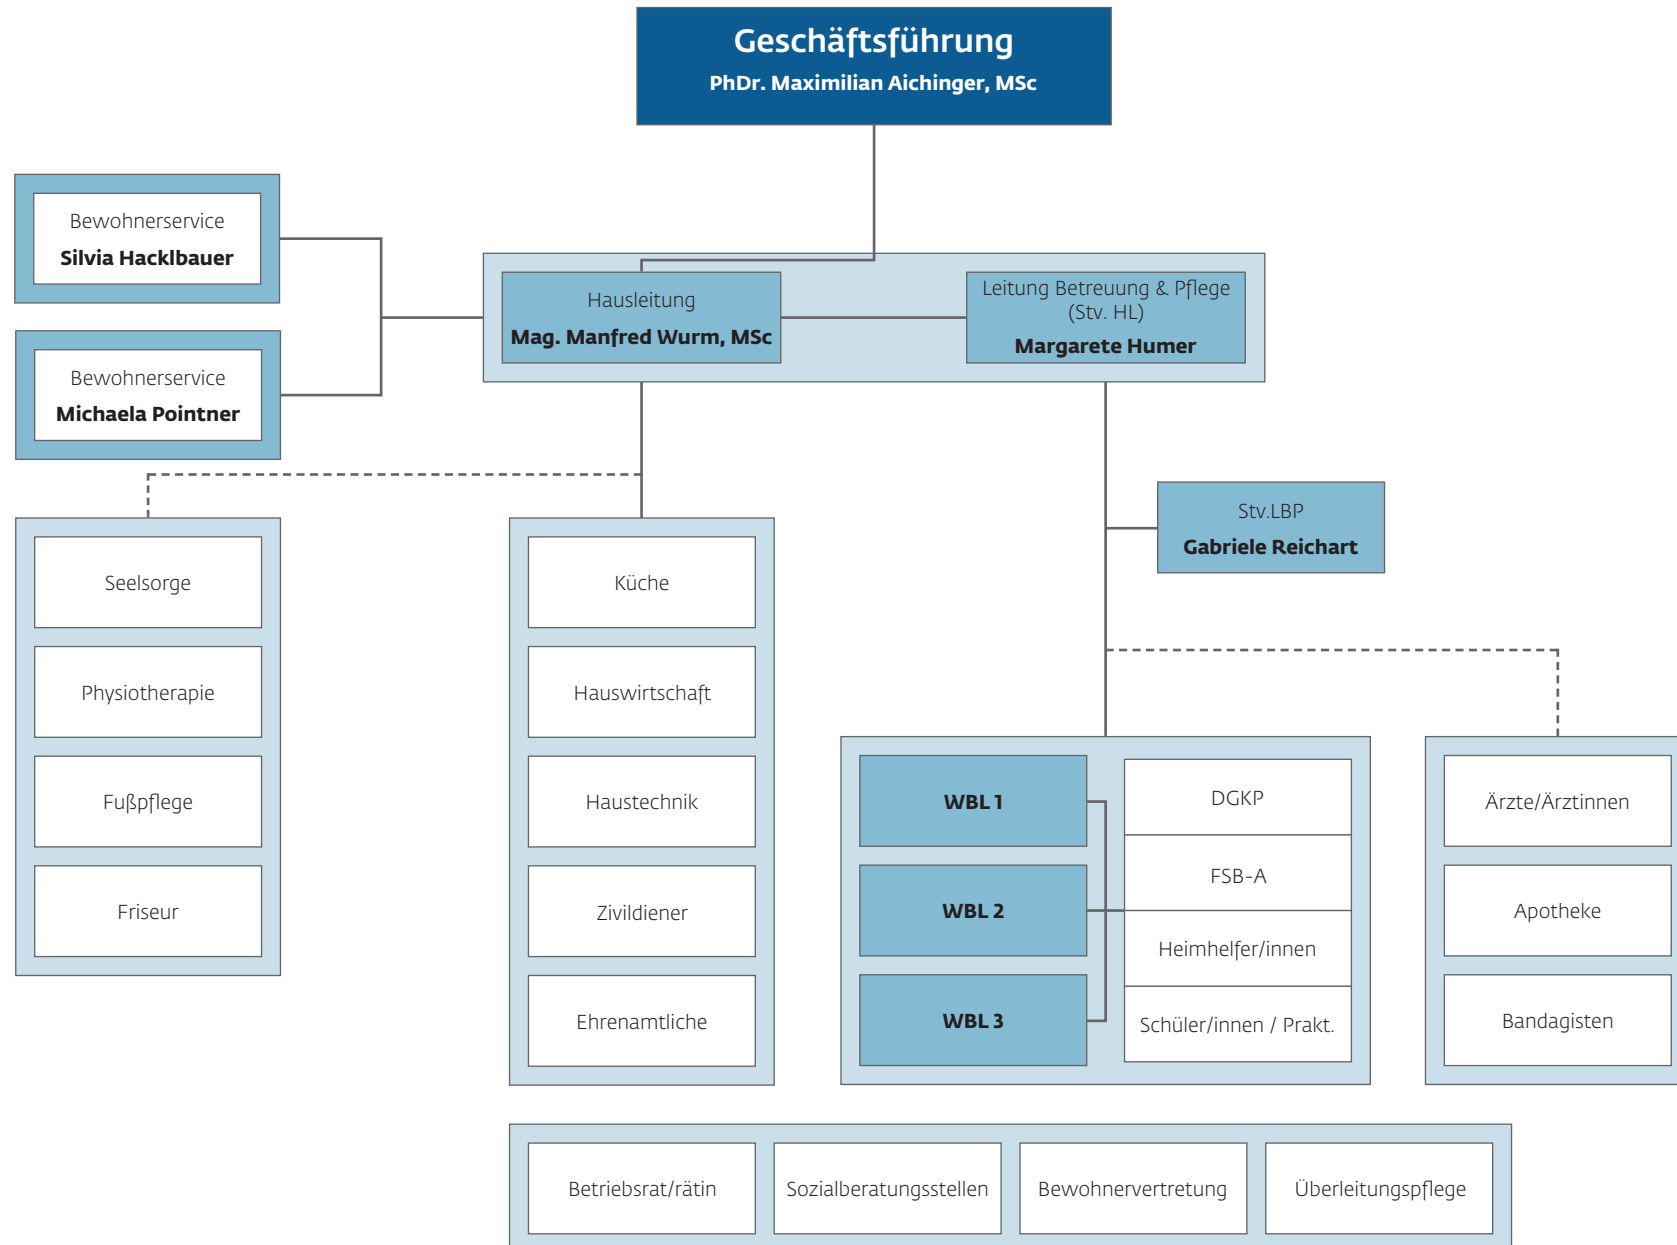 Geschäftsführung
PhDr. Maximilian Aichinger, MSc
Bewohnerservice
Silvia Hacklbauer
Bewohnerservice
Michaela Pointner
Hausleitung
Mag. Manfred Wurm, MSc
Leitung Betreuung & Pflege
(Stv. HL)
Margarete Humer
Stv.LBP
Gabriele Reichart
Seelsorge
Physiotherapie
Fußpflege
Friseur
Küche
Hauswirtschaft
Haustechnik
Zivildiener
Ehrenamtliche
WBL 1
WBL 2
WBL 3
DGKP
FSB-A
Heimhelfer/innen
Schüler/innen / Prakt.
Ärzte/Ärztinnen
Apotheke
Bandagisten
Betriebsrat/rätin
Sozialberatungsstellen
Bewohnervertretung
Überleitungspflege